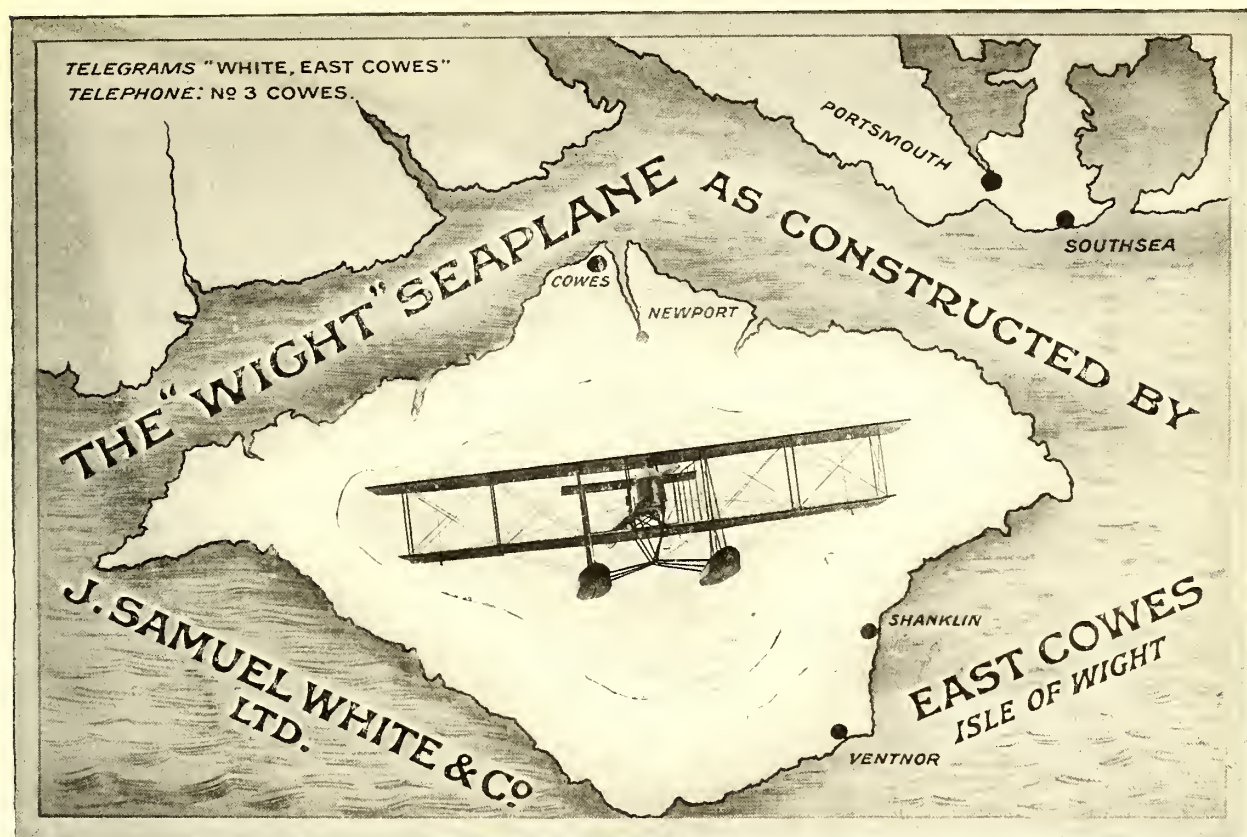 TELEGRAMS "WHITE, EAST COWES"
TELEPHONE: Nº 3 COWES.
THE "WIGHT" SEAPLANE AS CONSTRUCTED BY
J. SAMUEL WHITE & Cº
LTD.
EAST COWES
ISLE OF WIGHT
PORTSMOUTH
SOUTHSEA
COWES
NEWPORT
SHANKLIN
VENTNOR